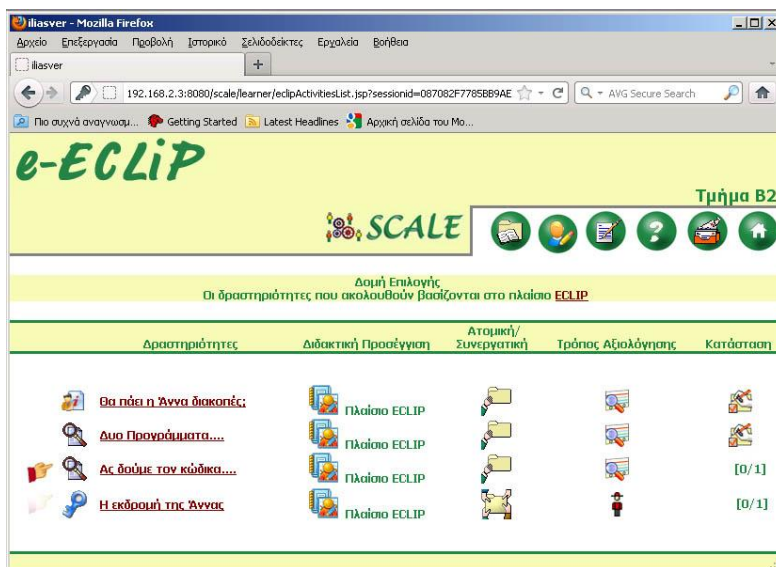 iliasver - Mozilla Firefox
Αρχείο Επεξεργασία Προβολή Ιστορικό Σελιδοδείκτες Εργαλεία Βοήθεια
iliasver
192.168.2.3:8080/scale/learner/eclipActivitiesList.jsp?sessionid=087082F7785BB9AE AVG Secure Search
Πιο συχνά αναγνωσμ... Getting Started Latest Headlines Αρχική σελίδα του Mo...
e-ECLiP
Τμήμα Β2
SCALE
Δομή Επιλογής
Οι δραστηριότητες που ακολουθούν βασίζονται στο πλαίσιο ECLIP
Ατομική/
Δραστηριότητες Διδακτική Προσέγγιση Συνεργατική Τρόπος Αξιολόγησης Κατάσταση
Θα πάει η Άννα διακοπές; Πλαίσιο ECLIP
Δυο Προγράμματα.... Πλαίσιο ECLIP
Ας δούμε τον κώδικα.... Πλαίσιο ECLIP [0/1]
Η εκδρομή της Άννας Πλαίσιο ECLIP [0/1]